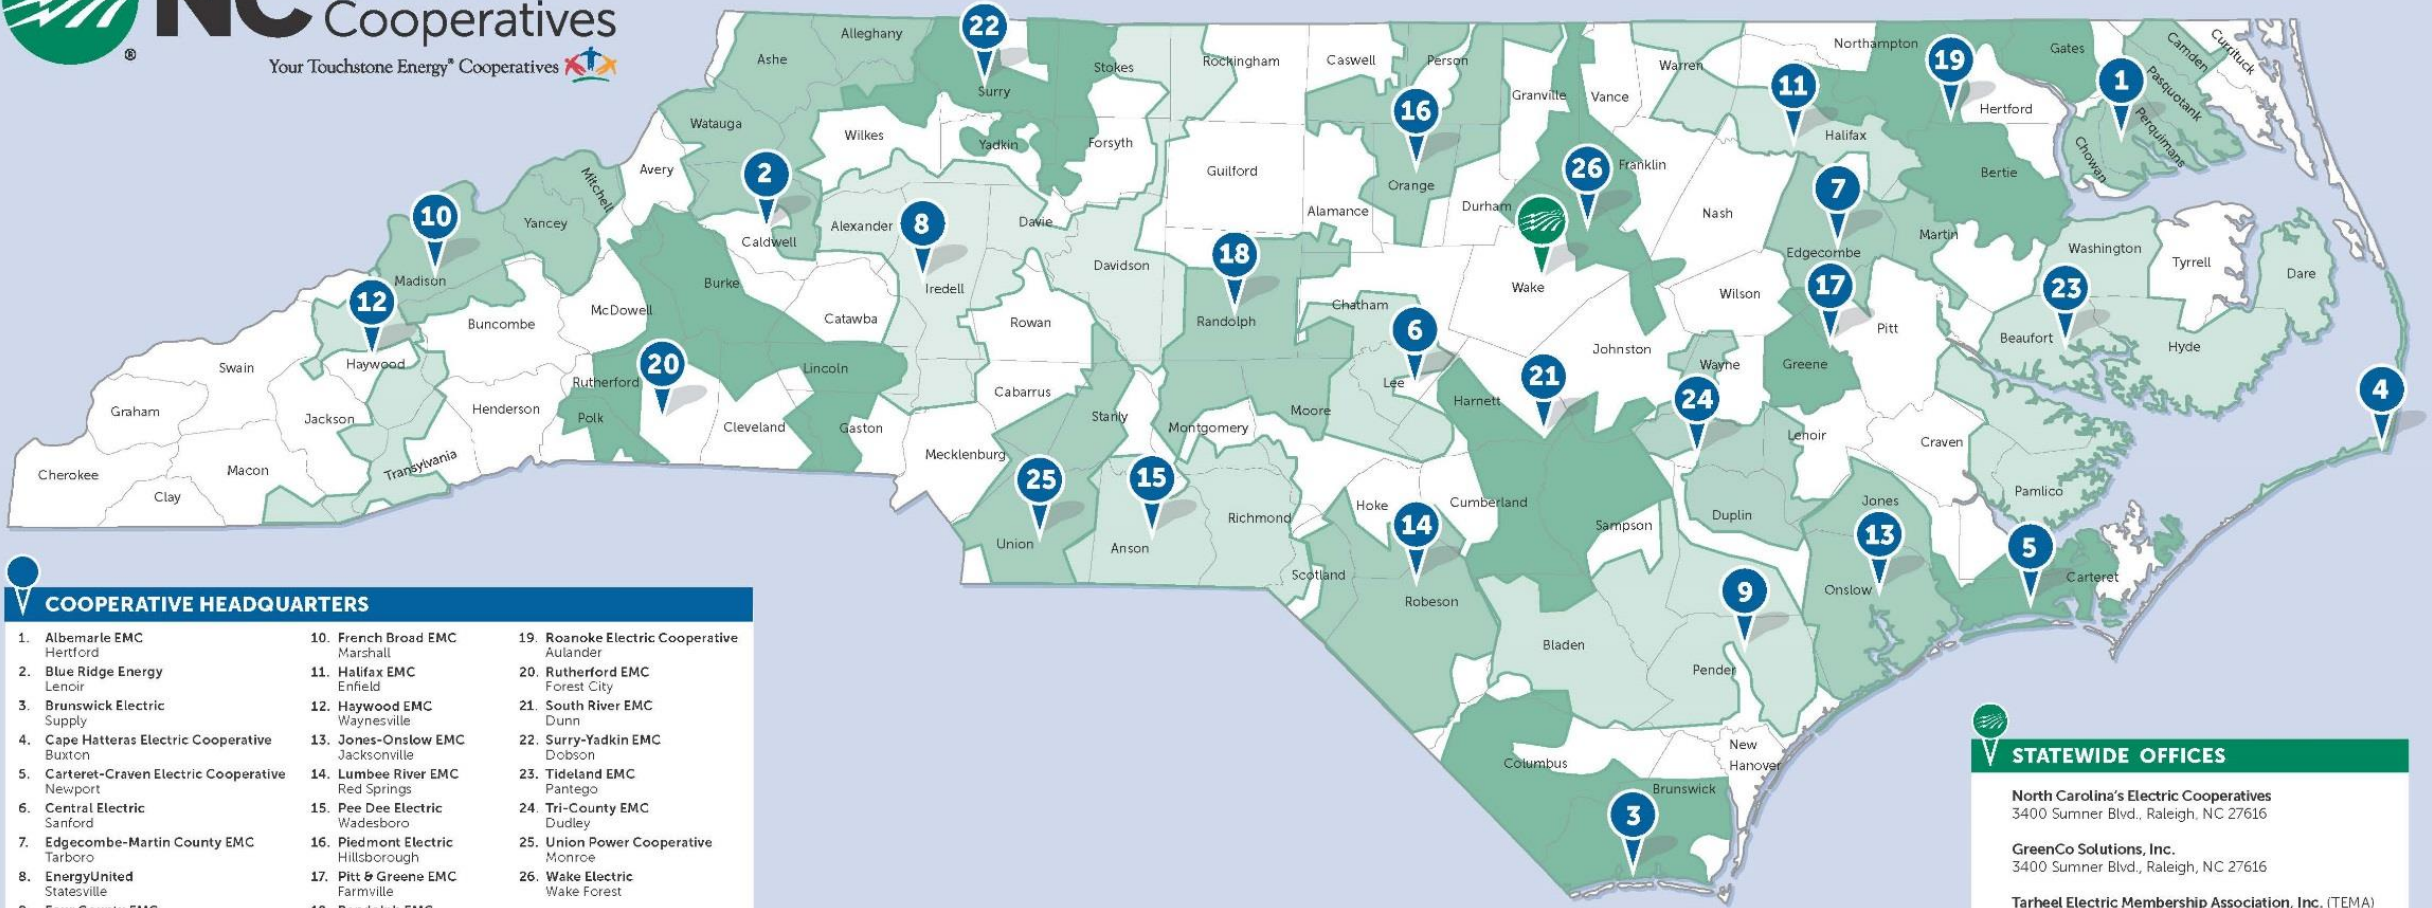 NC Cooperatives
®
Your Touchstone Energy® Cooperatives
22
19
1
11
16
2
26
7
10
8
18
17
23
12
6
20
21
24
4
25
15
14
13
5
9
3
Alleghany
Ashe
Surry
Stokes
Rockingham
Caswell
Person
Granville
Vance
Warren
Northampton
Gates
Camden
Currituck
Pasquotank
Perquimans
Chowan
Hertford
Halifax
Bertie
Watauga
Wilkes
Yadkin
Forsyth
Guilford
Alamance
Orange
Durham
Franklin
Nash
Edgecombe
Martin
Washington
Tyrrell
Dare
Avery
Mitchell
Yancey
Madison
Caldwell
Alexander
Davie
Iredell
Davidson
Randolph
Chatham
Wake
Wilson
Pitt
Beaufort
Hyde
Burke
McDowell
Buncombe
Haywood
Swain
Graham
Jackson
Cherokee
Clay
Macon
Transylvania
Henderson
Rutherford
Polk
Cleveland
Lincoln
Gaston
Catawba
Rowan
Cabarrus
Mecklenburg
Stanly
Montgomery
Moore
Lee
Harnett
Johnston
Wayne
Greene
Lenoir
Craven
Pamlico
Jones
Duplin
Sampson
Cumberland
Hoke
Richmond
Anson
Union
Scotland
Robeson
Bladen
Pender
Onslow
Carteret
Columbus
Brunswick
New
Hanover
COOPERATIVE HEADQUARTERS
1. Albemarle EMC
Hertford
2. Blue Ridge Energy
Lenoir
3. Brunswick Electric
Supply
4. Cape Hatteras Electric Cooperative
Buxton
5. Carteret-Craven Electric Cooperative
Newport
6. Central Electric
Sanford
7. Edgecombe-Martin County EMC
Tarboro
8. EnergyUnited
Statesville
10. French Broad EMC
Marshall
11. Halifax EMC
Enfield
12. Haywood EMC
Waynesville
13. Jones-Onslow EMC
Jacksonville
14. Lumbee River EMC
Red Springs
15. Pee Dee Electric
Wadesboro
16. Piedmont Electric
Hillsborough
17. Pitt & Greene EMC
Farmville
19. Roanoke Electric Cooperative
Aulander
20. Rutherford EMC
Forest City
21. South River EMC
Dunn
22. Surry-Yadkin EMC
Dobson
23. Tideland EMC
Pantego
24. Tri-County EMC
Dudley
25. Union Power Cooperative
Monroe
26. Wake Electric
Wake Forest
STATEWIDE OFFICES
North Carolina's Electric Cooperatives
3400 Sumner Blvd., Raleigh, NC 27616
GreenCo Solutions, Inc.
3400 Sumner Blvd., Raleigh, NC 27616
Tarheel Electric Membership Association, Inc. (TEMA)